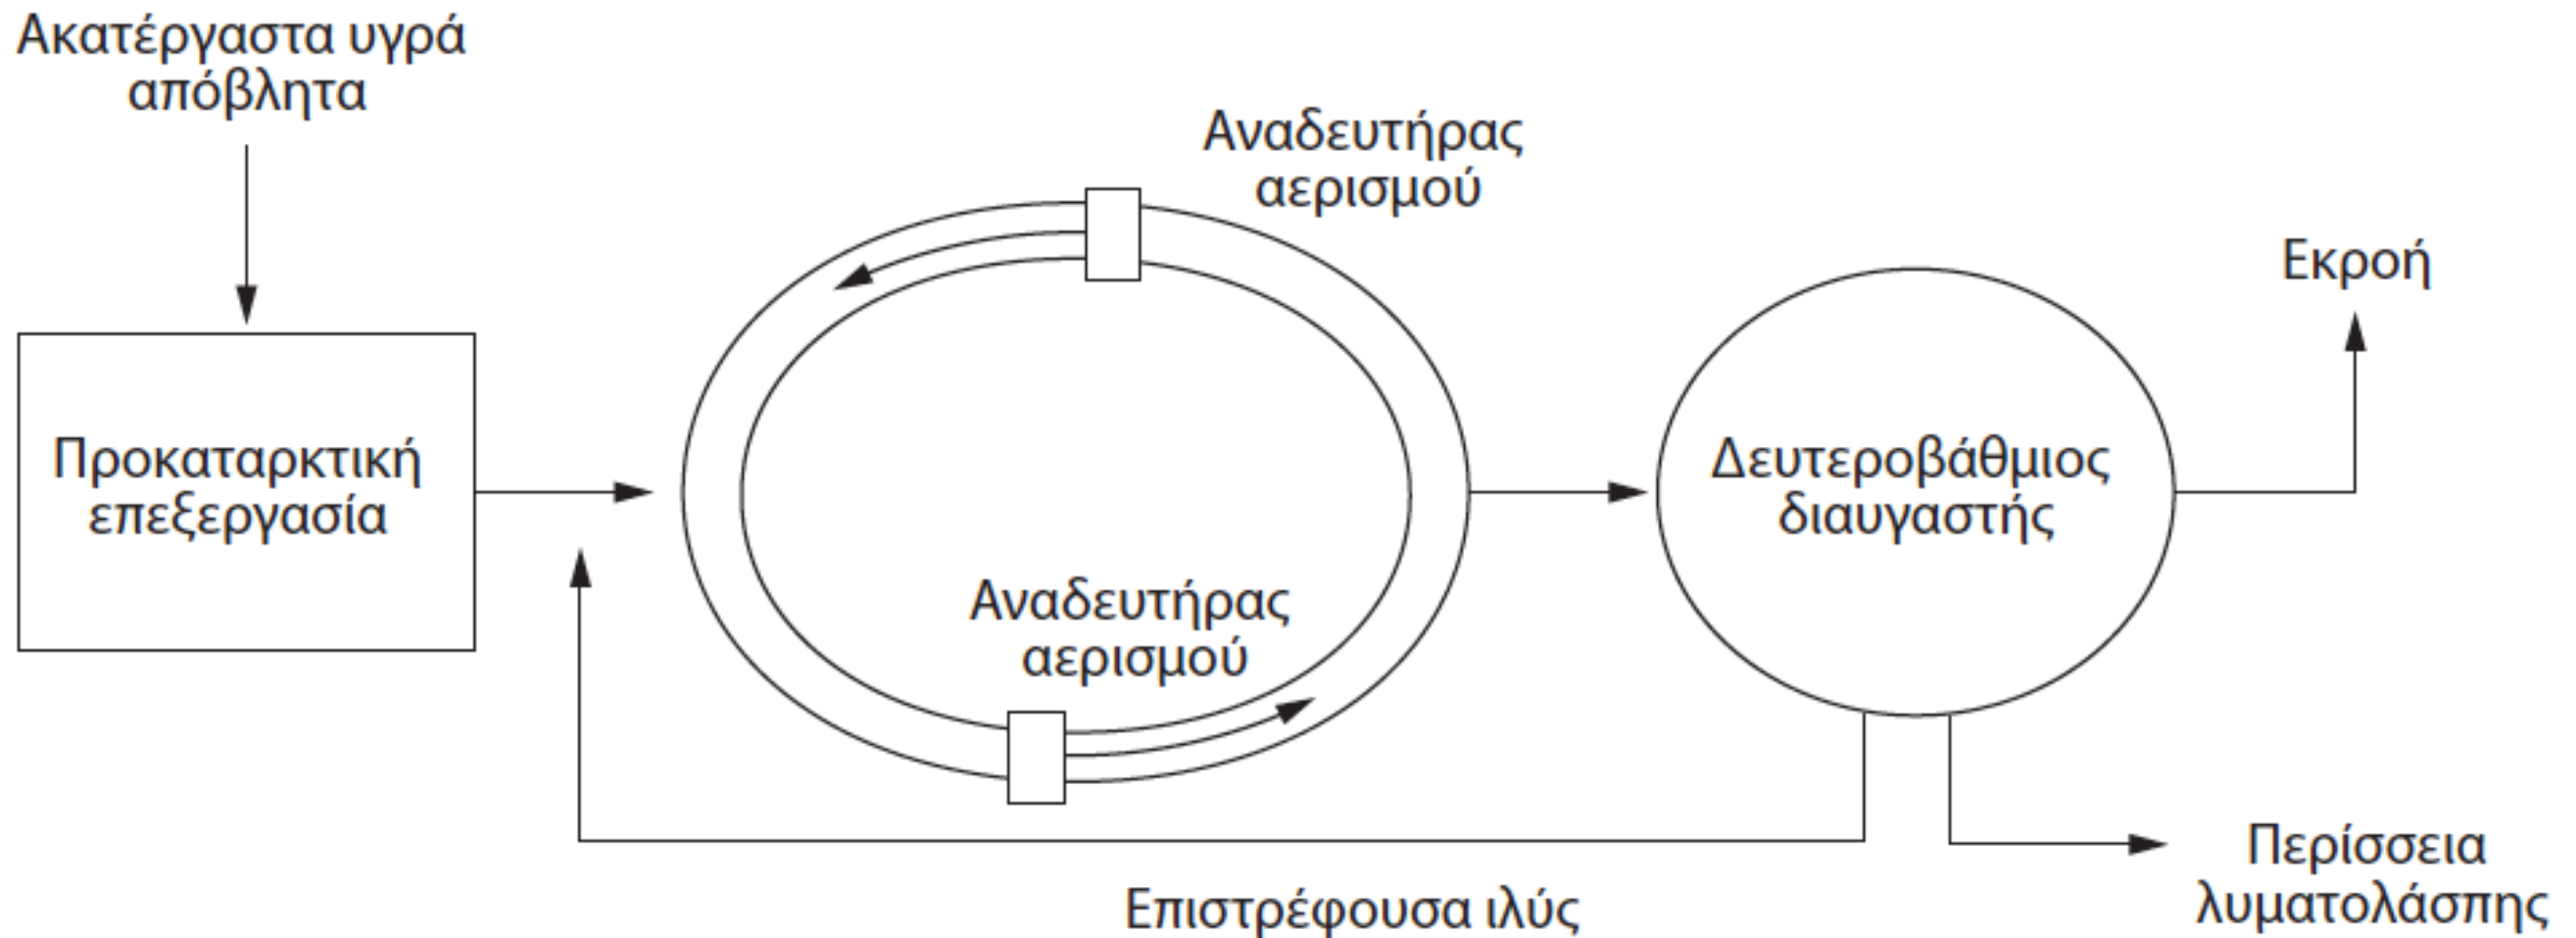 Ακατέργαστα υγρά
απόβλητα
Αναδευτήρας
αερισμού
Εκροή
Προκαταρκτική
επεξεργασία
Δευτεροβάθμιος
διαυγαστής
Αναδευτήρας
αερισμού
Περίσσεια
λυματολάσπης
Επιστρέφουσα ιλύς